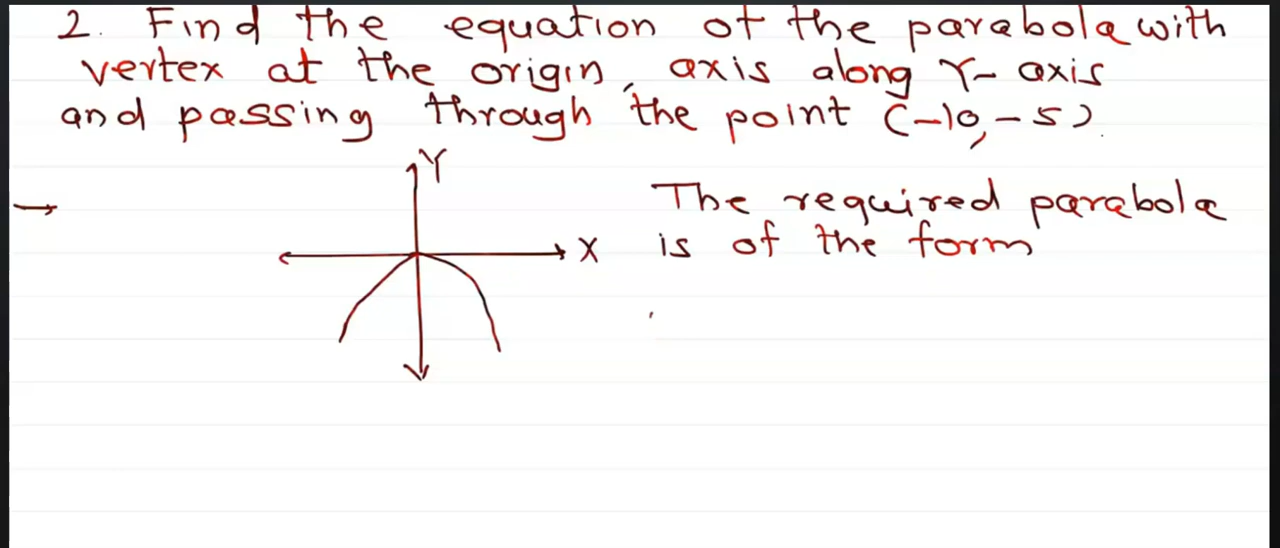 2. Find the equation of the parabola with
vertex at the origin, axis along Y-axis
and passing through the point (-10,-5).
Y
X
→ The required parabola
is of the form